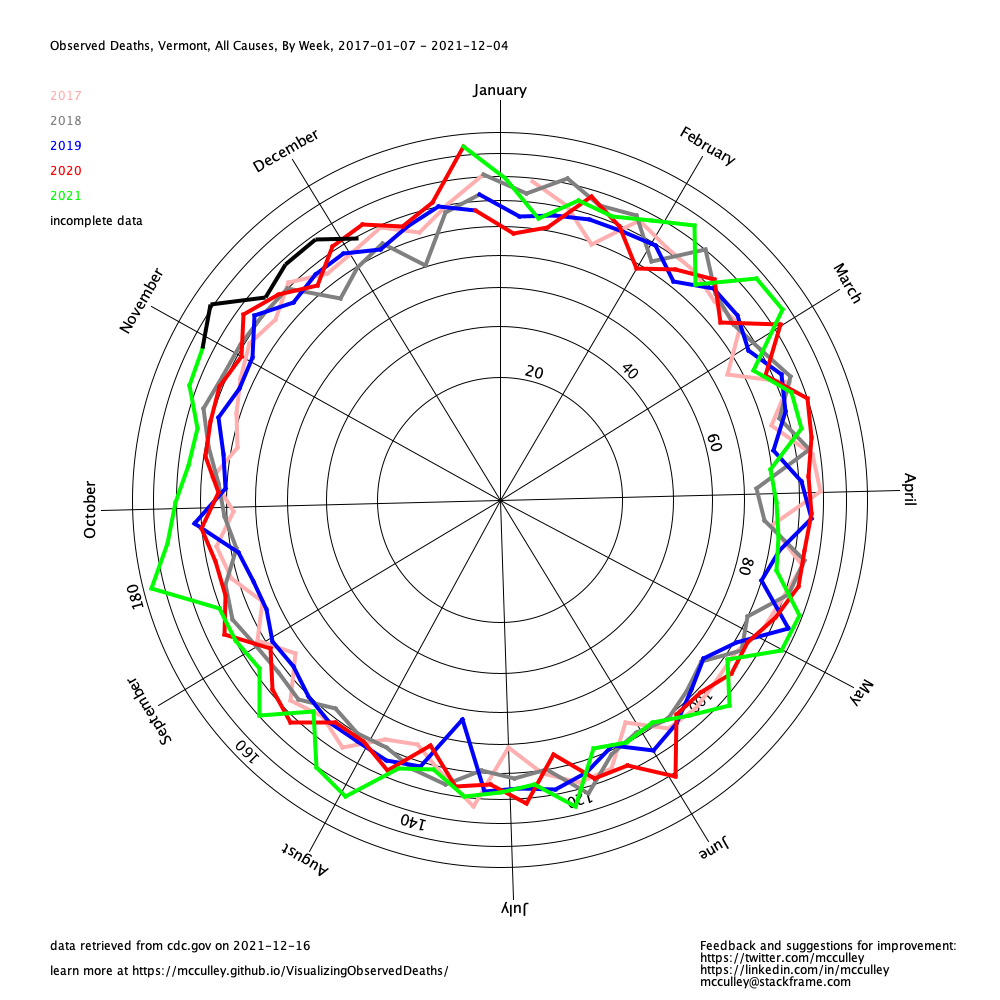 Observed Deaths, Vermont, All Causes, By Week, 2017-01-07 - 2021-12-04
January
2017
2018
2019
2020
2021
incomplete data
December
February
November
March
20
40
60
October
April
80
180
100
May
September
160
120
140
August
June
July
data retrieved from cdc.gov on 2021-12-16
learn more at https://mcculley.github.io/VisualizingObservedDeaths/
Feedback and suggestions for improvement:
https://twitter.com/mcculley
https://linkedin.com/in/mcculley
mcculley@stackframe.com